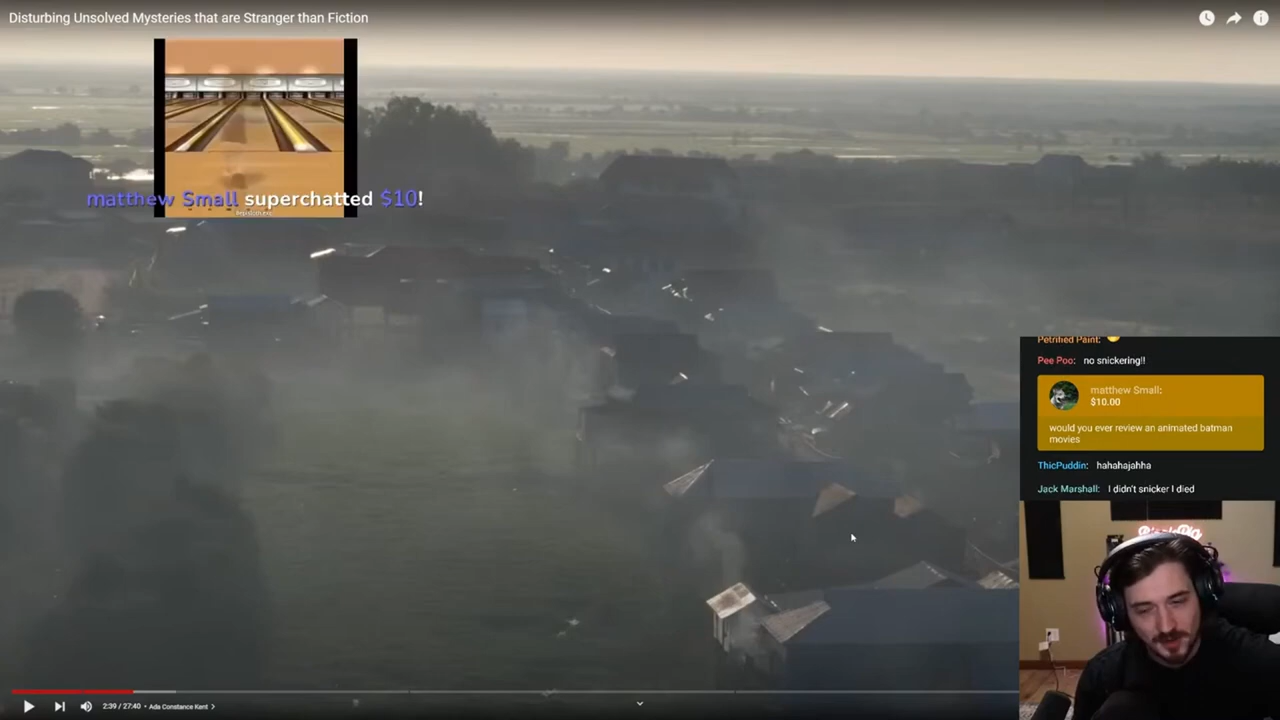 Disturbing Unsolved Mysteries that are Stranger than Fiction
matthew Small superchatted $10!
Petrified Paint:
Pee Poo: no snickering!!
matthew Small:
$10.00
would you ever review an animated batman
movies
ThicPuddin: hahahajahha
Jack Marshall: I didn't snicker I died
2:39 / 27:40 • Ada Constance Kent